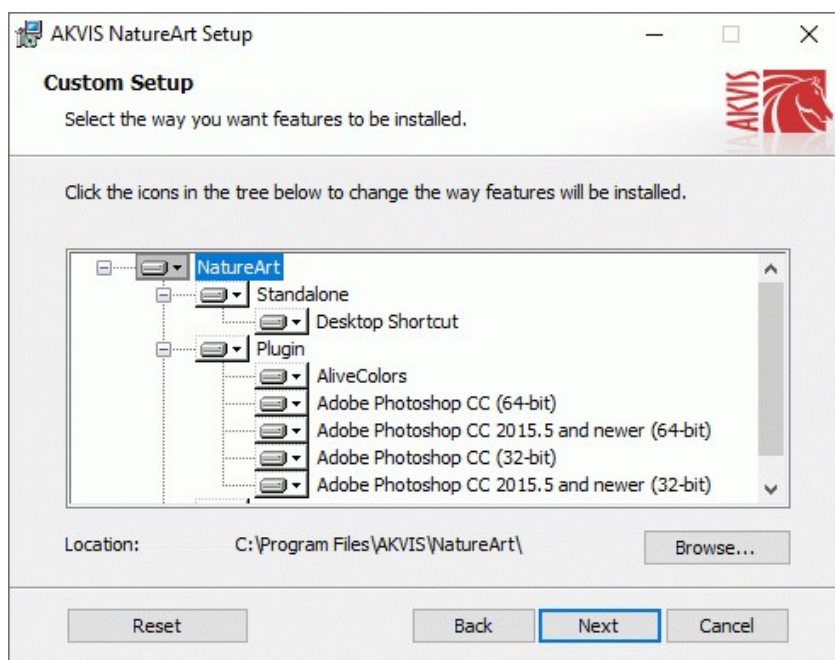 AKVIS NatureArt Setup
Custom Setup
Select the way you want features to be installed.
AKVIS
Click the icons in the tree below to change the way features will be installed.
NatureArt
Standalone
Desktop Shortcut
Plugin
AliveColors
Adobe Photoshop CC (64-bit)
Adobe Photoshop CC 2015.5 and newer (64-bit)
Adobe Photoshop CC (32-bit)
Adobe Photoshop CC 2015.5 and newer (32-bit)
Location: C:\Program Files\AKVIS\NatureArt\ Browse...
Reset Back Next Cancel